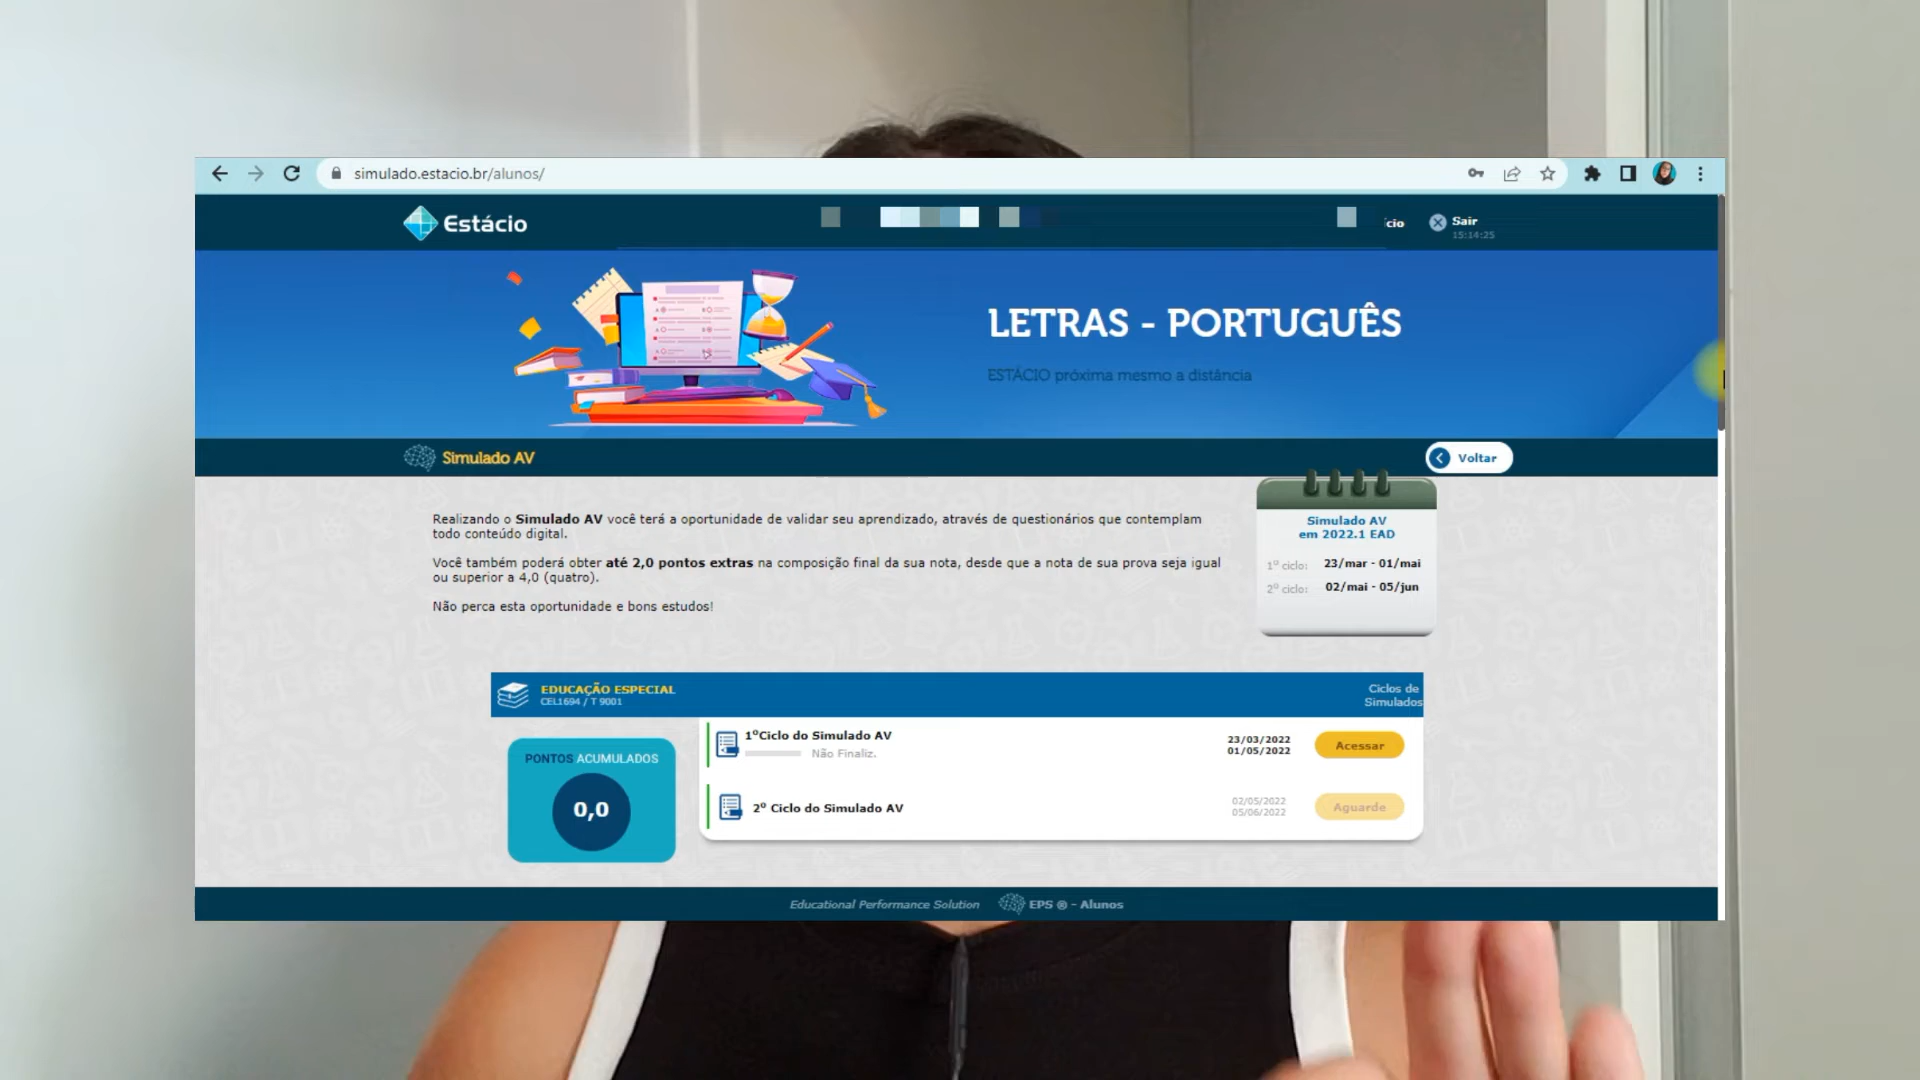 simulado.estacio.br/alunos/
Estácio
cio
Sair
15:14:25
LETRAS - PORTUGUÊS
ESTÁCIO próxima mesmo a distância
Simulado AV
Voltar
Realizando o Simulado AV você terá a oportunidade de validar seu aprendizado, através de questionários que contemplam
todo conteúdo digital.
Você também poderá obter até 2,0 pontos extras na composição final da sua nota, desde que a nota de sua prova seja igual
ou superior a 4,0 (quatro).
Não perca esta oportunidade e bons estudos!
Simulado AV
em 2022.1 EAD
1º ciclo: 23/mar - 01/mai
2º ciclo: 02/mai - 05/jun
EDUCAÇÃO ESPECIAL
CEL1694 / T 9001
Ciclos de
Simulados
PONTOS ACUMULADOS
0,0
1ºCiclo do Simulado AV
Não Finaliz.
23/03/2022
01/05/2022
Acessar
2º Ciclo do Simulado AV
02/05/2022
05/06/2022
Aguarde
Educational Performance Solution EPS ® - Alunos